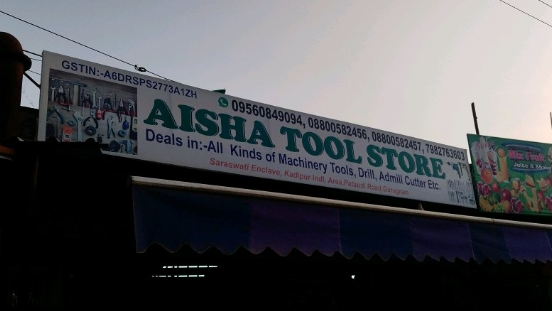 GSTIN:-A6DRSPS2773A1ZH
09560849094, 08800582456, 08800582457, 7982763663
AISHA TOOL STORE
Deals in:-All Kinds of Machinery Tools, Drill, Admill Cutter Etc.
Saraswati Enclave, Kadipur Indl. Area, Pataudi Road, Gurugram